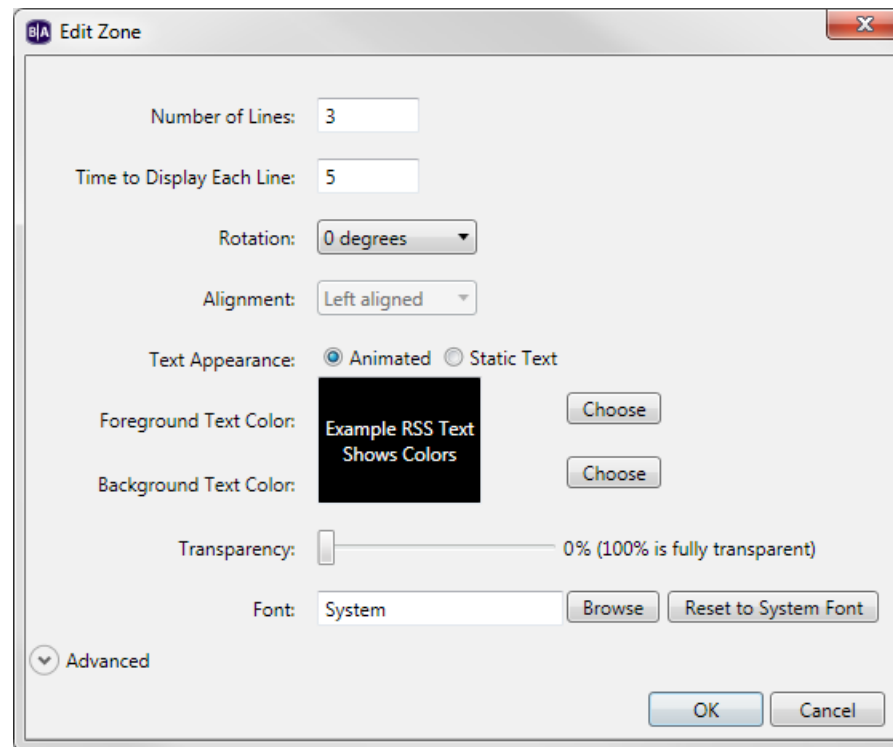 B|A Edit Zone
Number of Lines: 3
Time to Display Each Line: 5
Rotation: 0 degrees
Alignment: Left aligned
Text Appearance: Animated Static Text
Foreground Text Color: Choose
Example RSS Text
Shows Colors
Background Text Color: Choose
Transparency: 0% (100% is fully transparent)
Font: System Browse Reset to System Font
Advanced
OK Cancel